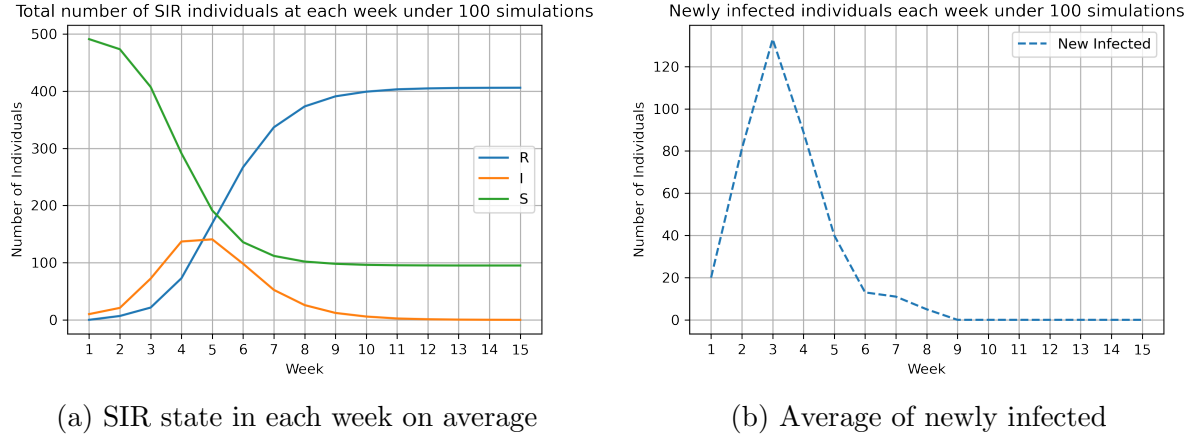 Total number of SIR individuals at each week under 100 simulations
500
400
300
200
100
0
Number of Individuals
R
I
S
1 2 3 4 5 6 7 8 9 10 11 12 13 14 15
Week
(a) SIR state in each week on average
Newly infected individuals each week under 100 simulations
New Infected
120
100
80
60
40
20
0
Number of Individuals
1 2 3 4 5 6 7 8 9 10 11 12 13 14 15
Week
(b) Average of newly infected